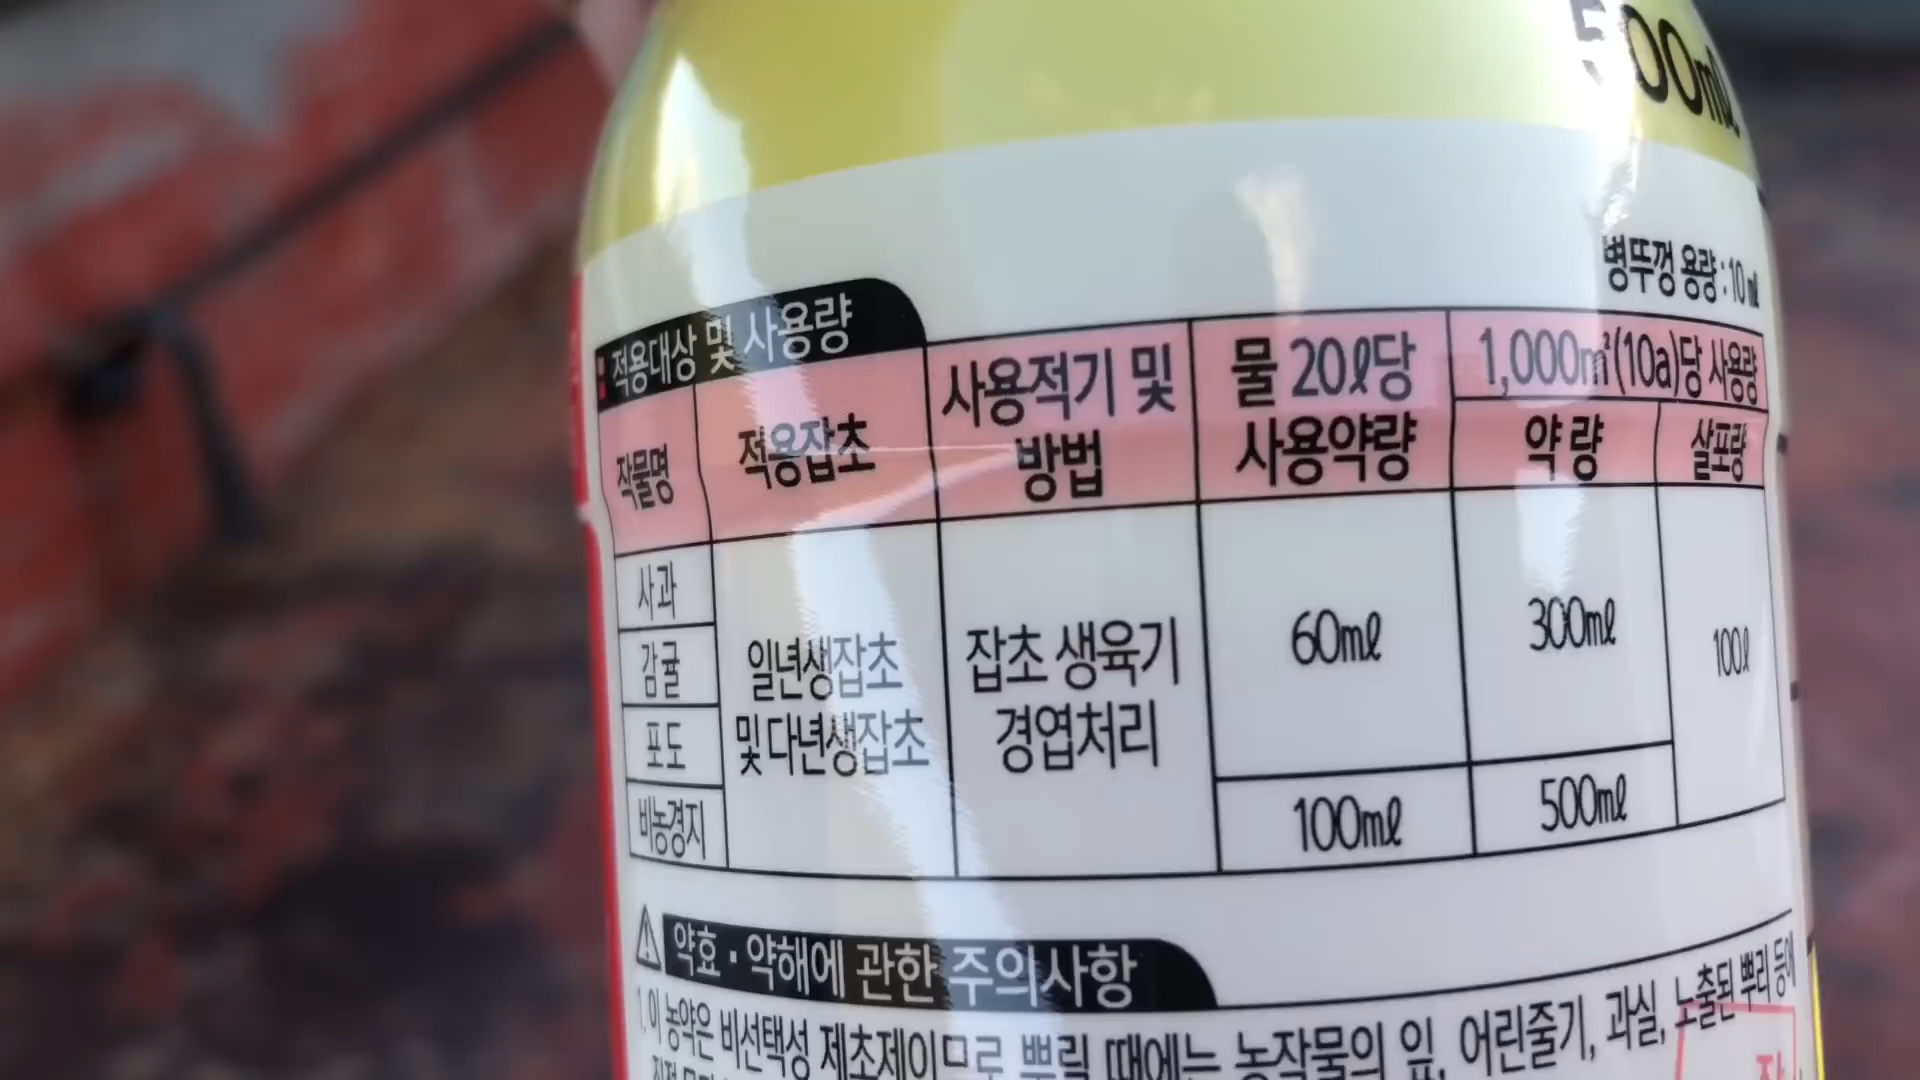 500ml
병뚜껑 용량 : 10㎖
적용대상 및 사용량
작물명
적용잡초
사용적기 및
방법
물 20ℓ당
사용약량
1,000㎡(10a)당 사용량
약 량
살포량
사과
감귤
포도
비농경지
일년생잡초
및 다년생잡초
잡초 생육기
경엽처리
60mℓ
300mℓ
100ℓ
100mℓ
500mℓ
약효 · 약해에 관한 주의사항
1. 이 농약은 비선택성 제초제이므로 뿌릴 때에는 농작물의 잎, 어린줄기, 과실, 노출된 뿌리 등에